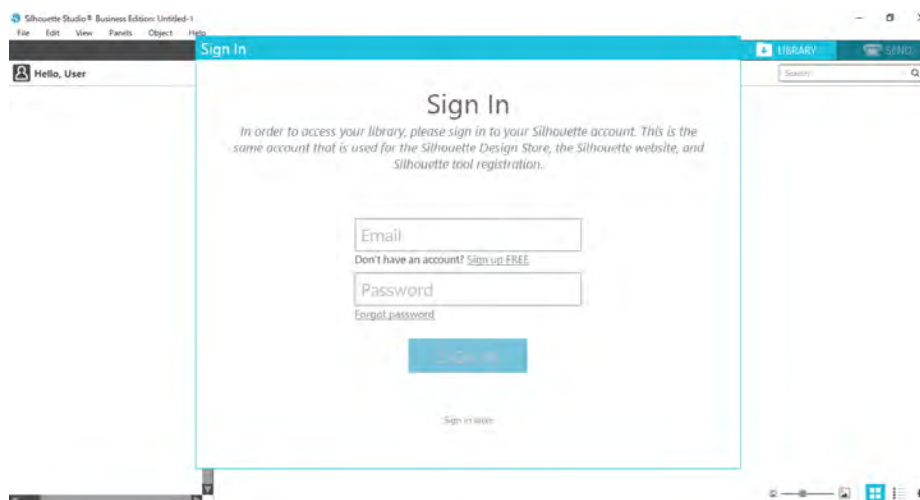 Silhouette Studio® Business Edition: Untitled-1
File Edit View Panels Object Help
Sign In
LIBRARY
SEND
Hello, User
Search
Sign In
In order to access your library, please sign in to your Silhouette account. This is the
same account that is used for the Silhouette Design Store, the Silhouette website, and
Silhouette tool registration.
Email
Don't have an account? Sign up FREE
Password
Forgot password
SIGN IN
Sign in later